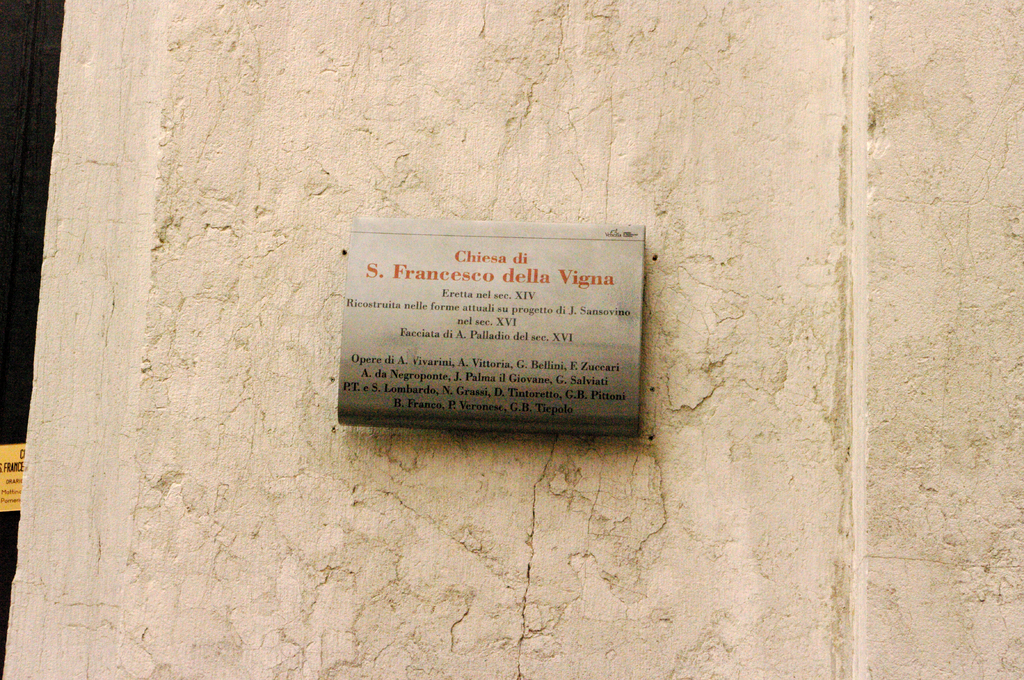 Chiesa di
S. Francesco della Vigna
Eretta nel sec. XIV
Ricostruita nelle forme attuali su progetto di J. Sansovino
nel sec. XVI
Facciata di A. Palladio del sec. XVI
Opere di A. Vivarini, A. Vittoria, G. Bellini, F. Zuccari
A. da Negroponte, J. Palma il Giovane, G. Salviati
P.T. e S. Lombardo, N. Grassi, D. Tintoretto, G.B. Pittoni
B. Franco, P. Veronese, G.B. Tiepolo
S. FRANCE